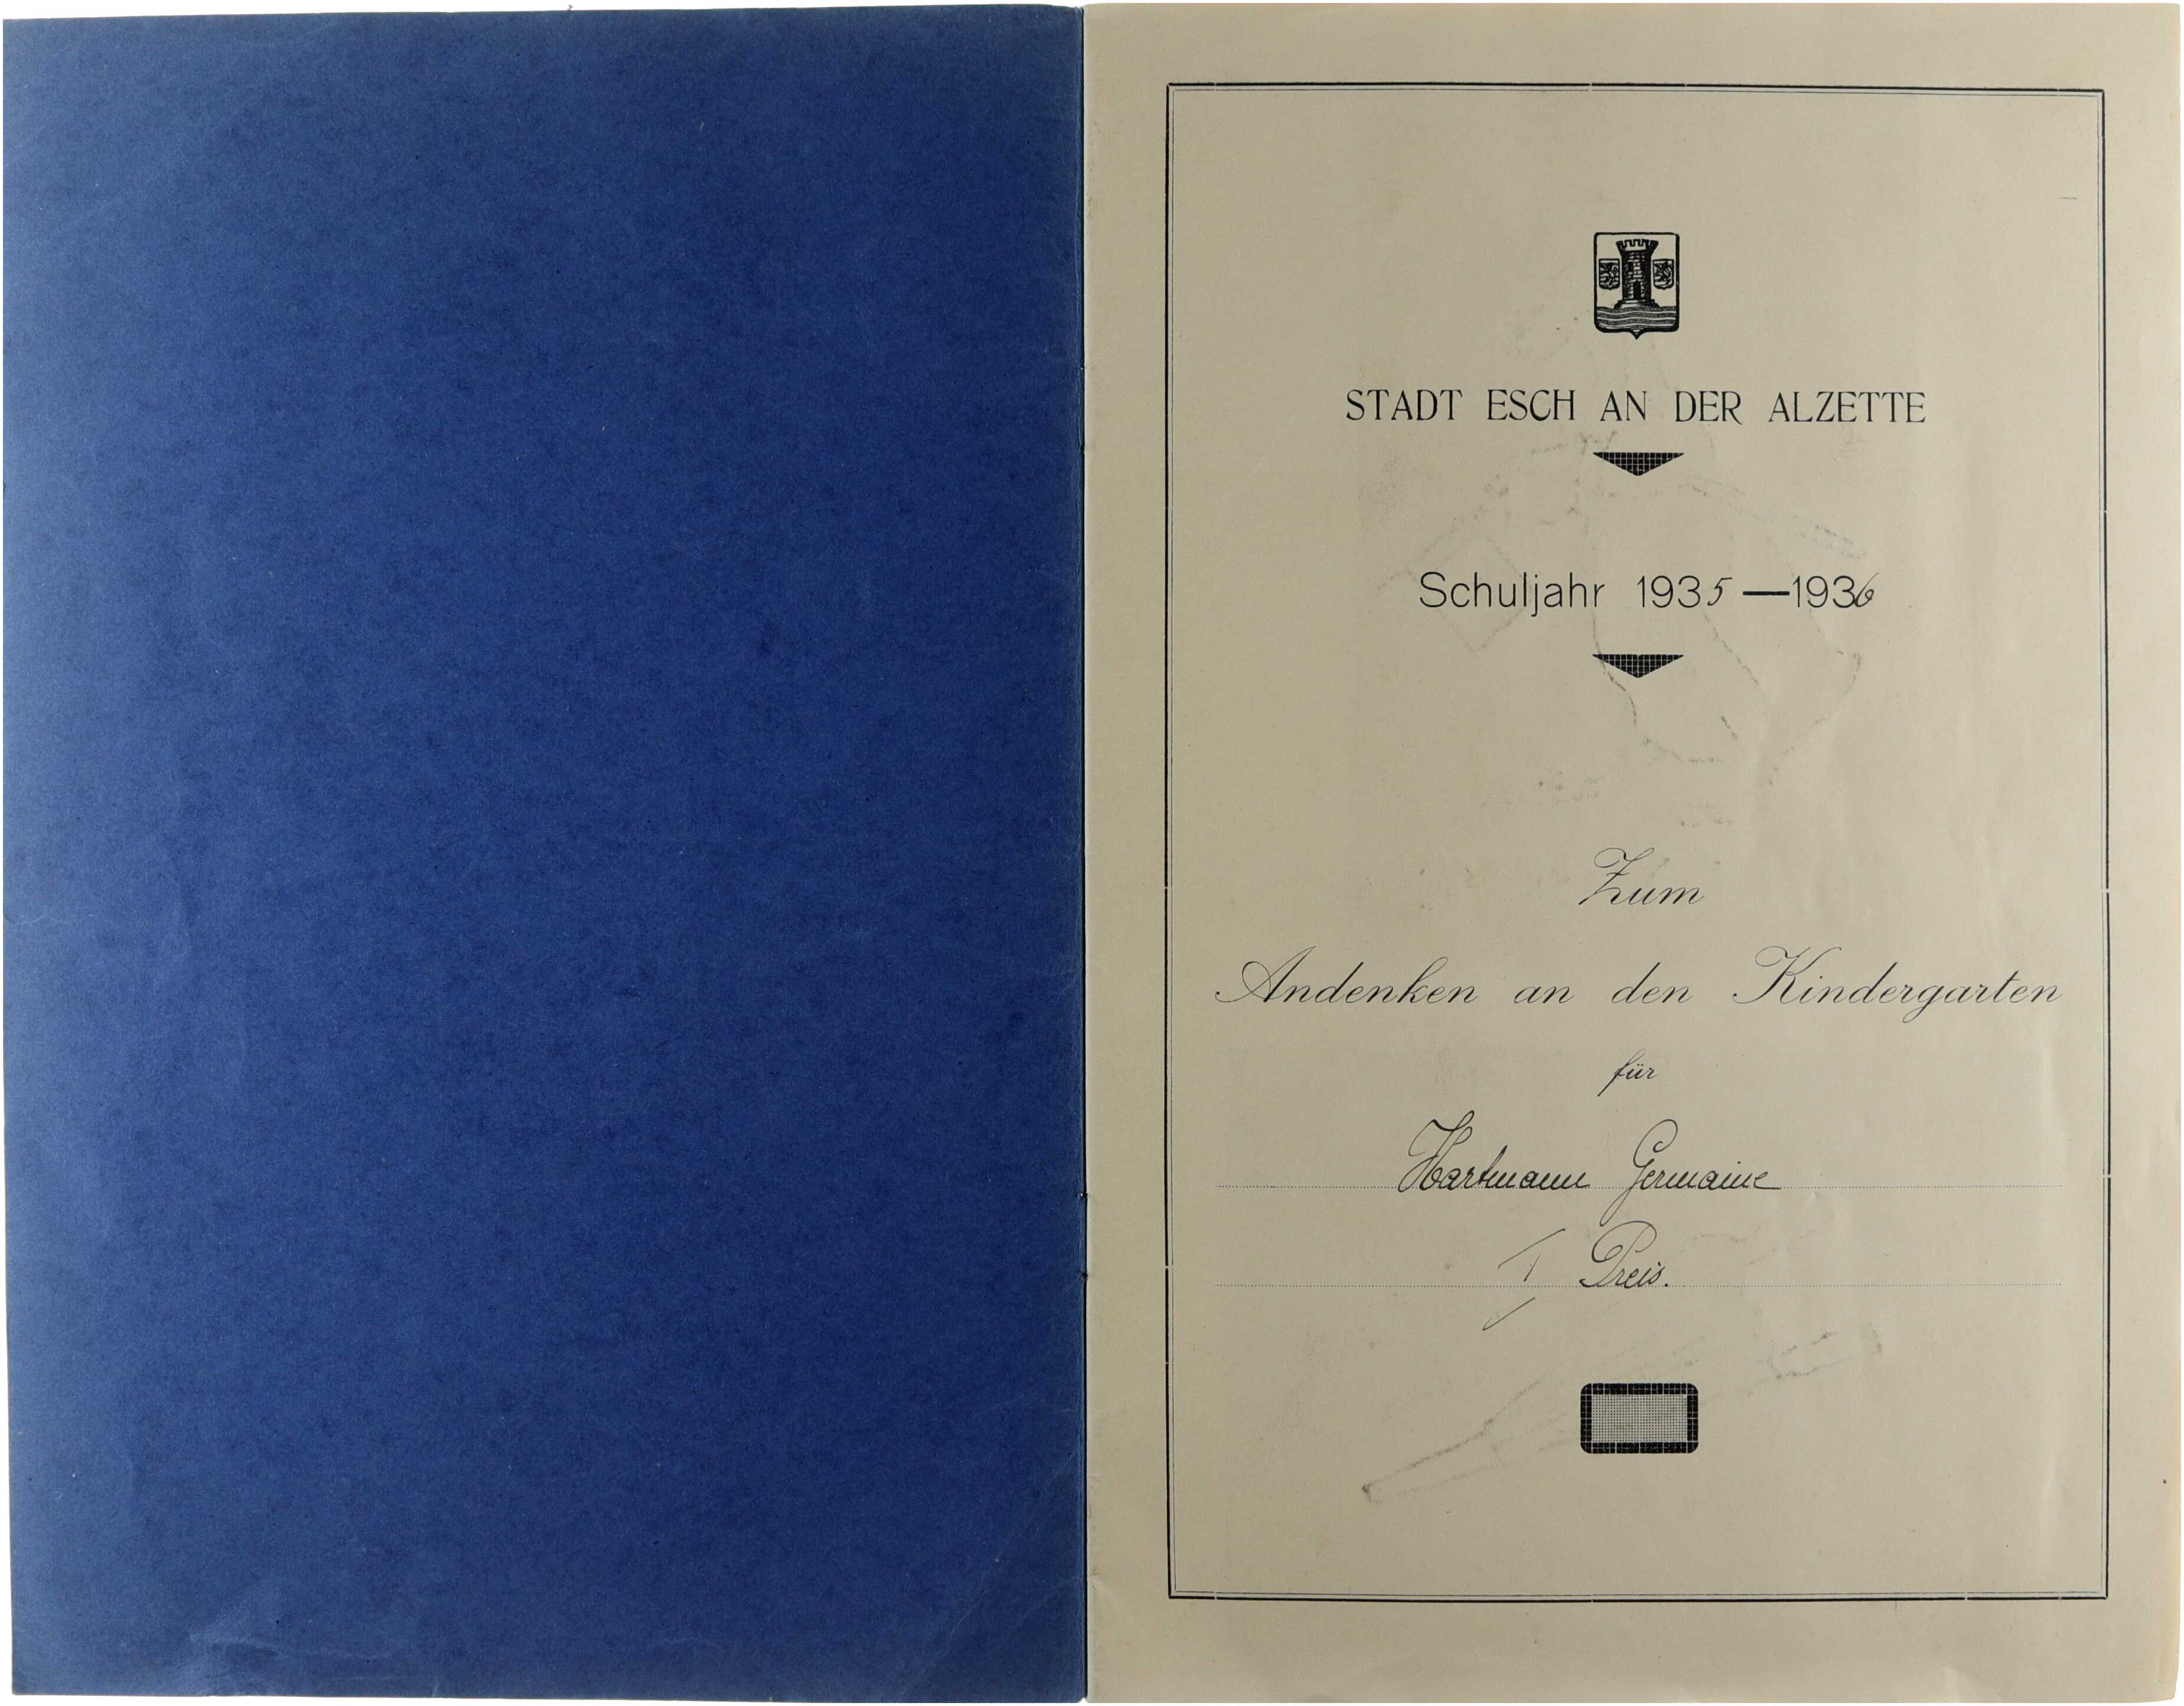 STADT ESCH AN DER ALZETTE
Schuljahr 1935—1936
Zum
Andenken an den Kindergarten
für
Hartmann Germaine
I Preis.